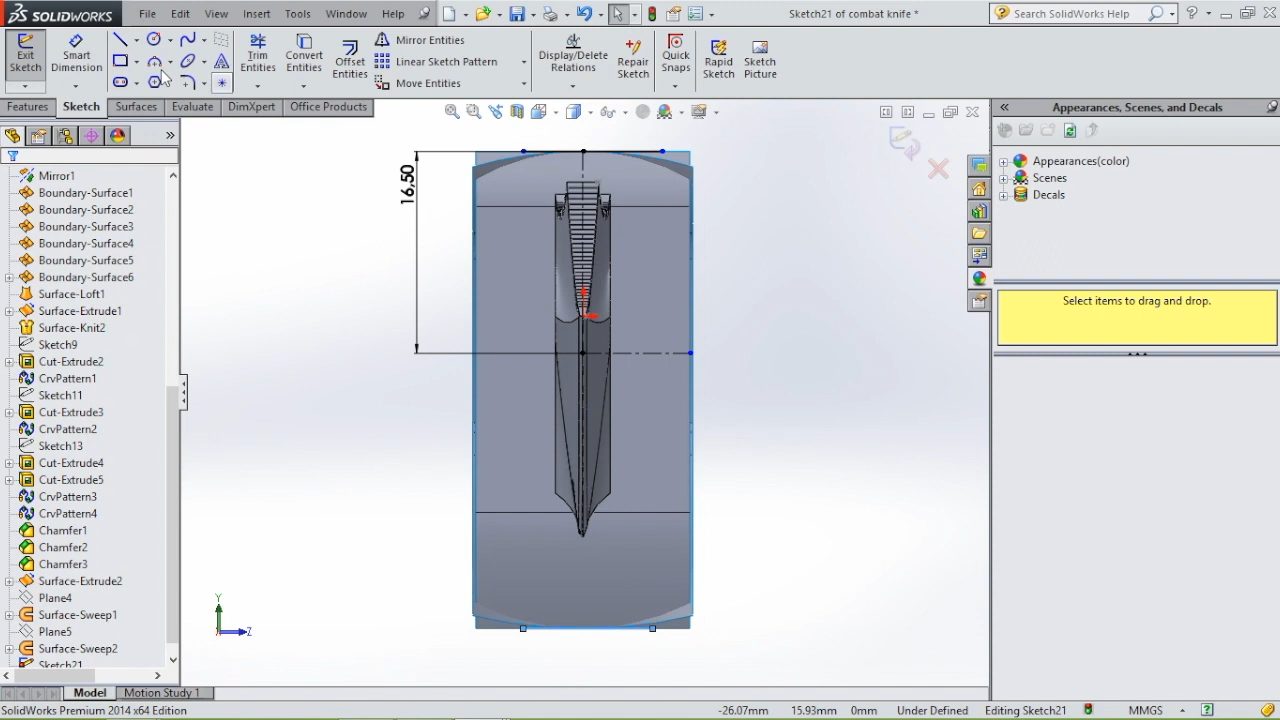 SOLIDWORKS
File Edit View Insert Tools Window Help
Sketch21 of combat knife *
Search SolidWorks Help
Exit Sketch
Smart Dimension
Trim Entities
Convert Entities
Offset Entities
Mirror Entities
Linear Sketch Pattern
Move Entities
Display/Delete Relations
Repair Sketch
Quick Snaps
Rapid Sketch
Sketch Picture
Features Sketch Surfaces Evaluate DimXpert Office Products
Mirror1
Boundary-Surface1
Boundary-Surface2
Boundary-Surface3
Boundary-Surface4
Boundary-Surface5
Boundary-Surface6
Surface-Loft1
Surface-Extrude1
Surface-Knit2
Sketch9
Cut-Extrude2
CrvPattern1
Sketch11
Cut-Extrude3
CrvPattern2
Sketch13
Cut-Extrude4
Cut-Extrude5
CrvPattern3
CrvPattern4
Chamfer1
Chamfer2
Chamfer3
Surface-Extrude2
Plane4
Surface-Sweep1
Plane5
Surface-Sweep2
Sketch21
16,50
Y
Z
Appearances, Scenes, and Decals
Appearances(color)
Scenes
Decals
Select items to drag and drop.
Model Motion Study 1
SolidWorks Premium 2014 x64 Edition
-26.07mm 15.93mm 0mm Under Defined Editing Sketch21 MMGS